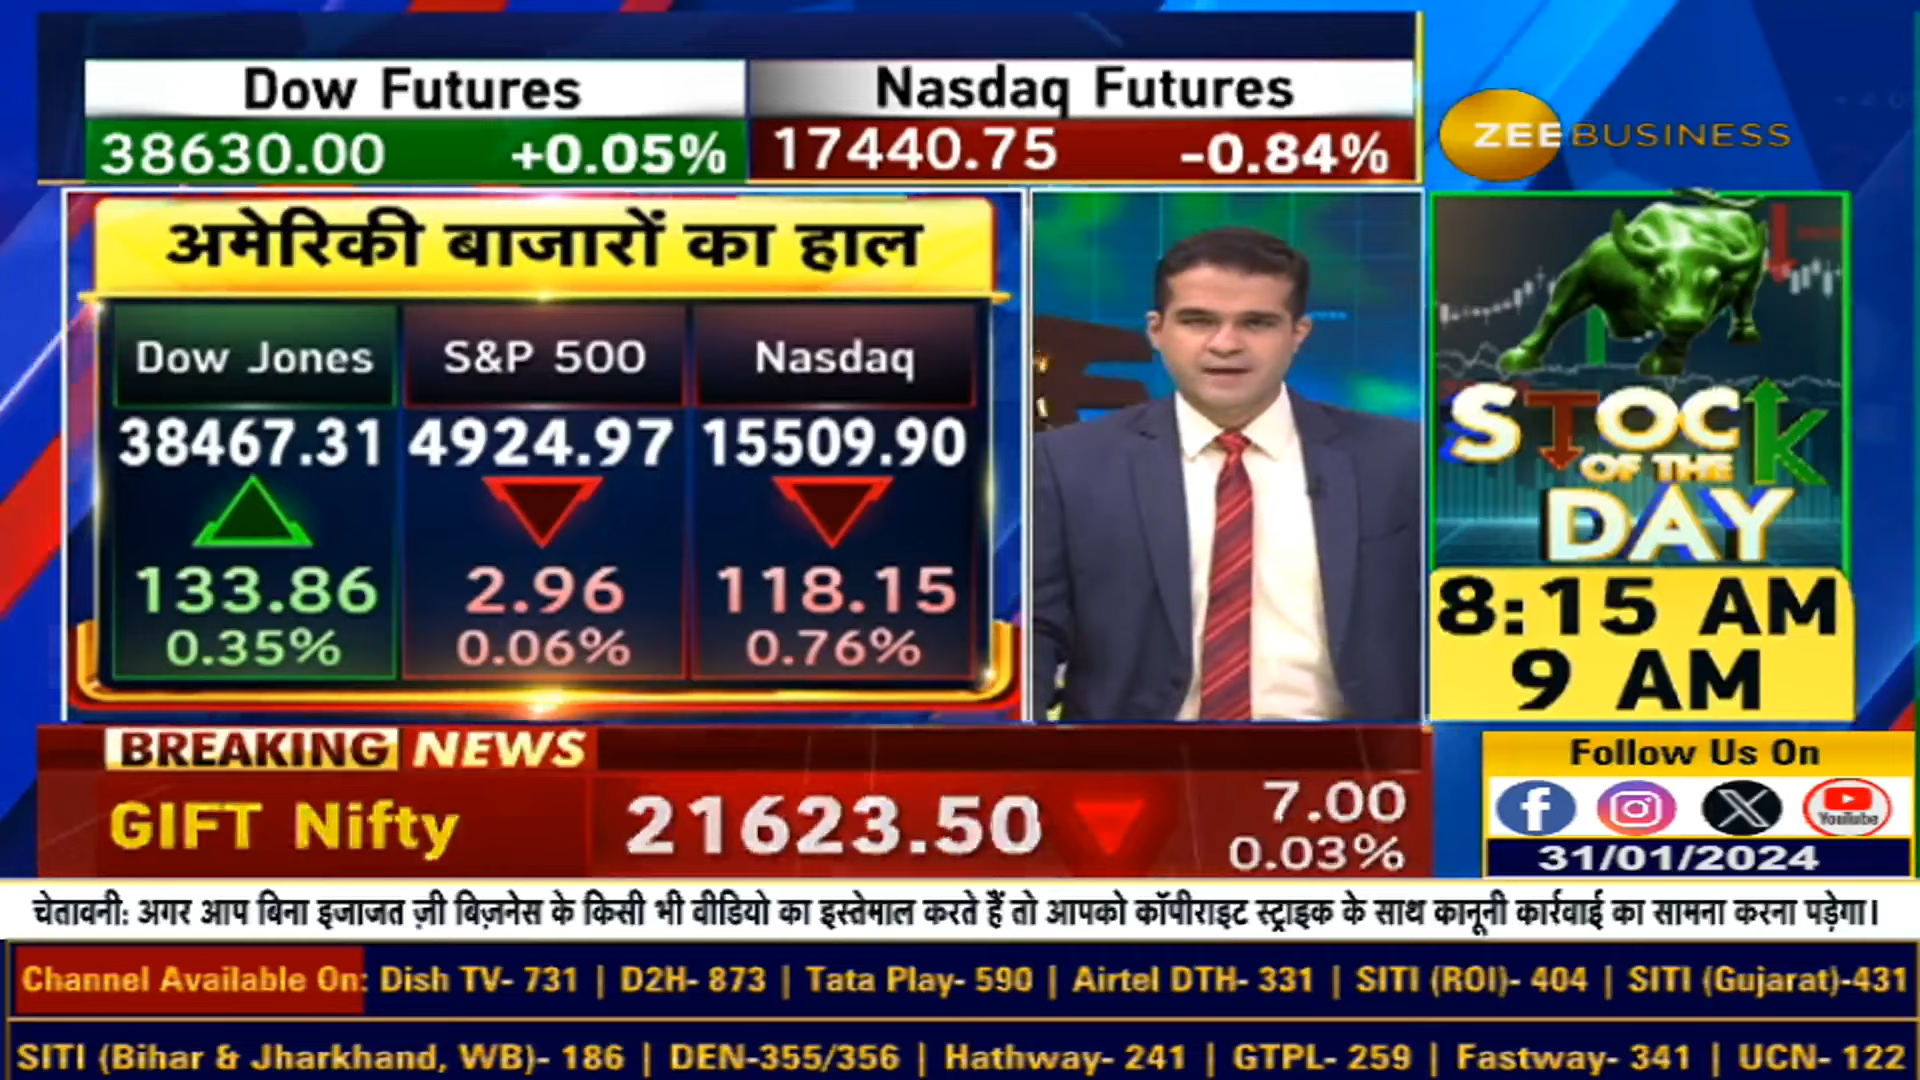 Dow Futures
38630.00 +0.05%
Nasdaq Futures
17440.75 -0.84%
ZEE BUSINESS
अमेरिकी बाजारों का हाल
Dow Jones S&P 500 Nasdaq
38467.31 4924.97 15509.90
133.86 2.96 118.15
0.35% 0.06% 0.76%
STOCK
OF THE
DAY
8:15 AM
9 AM
BREAKING NEWS
GIFT Nifty 21623.50 7.00
0.03%
Follow Us On
YouTube
31/01/2024
चेतावनी: अगर आप बिना इजाजत ज़ी बिज़नेस के किसी भी वीडियो का इस्तेमाल करते हैं तो आपको कॉपीराइट स्ट्राइक के साथ कानूनी कार्रवाई का सामना करना पड़ेगा।
Channel Available On: Dish TV- 731 | D2H- 873 | Tata Play- 590 | Airtel DTH- 331 | SITI (ROI)- 404 | SITI (Gujarat)-431
SITI (Bihar & Jharkhand, WB)- 186 | DEN-355/356 | Hathway- 241 | GTPL- 259 | Fastway- 341 | UCN- 122